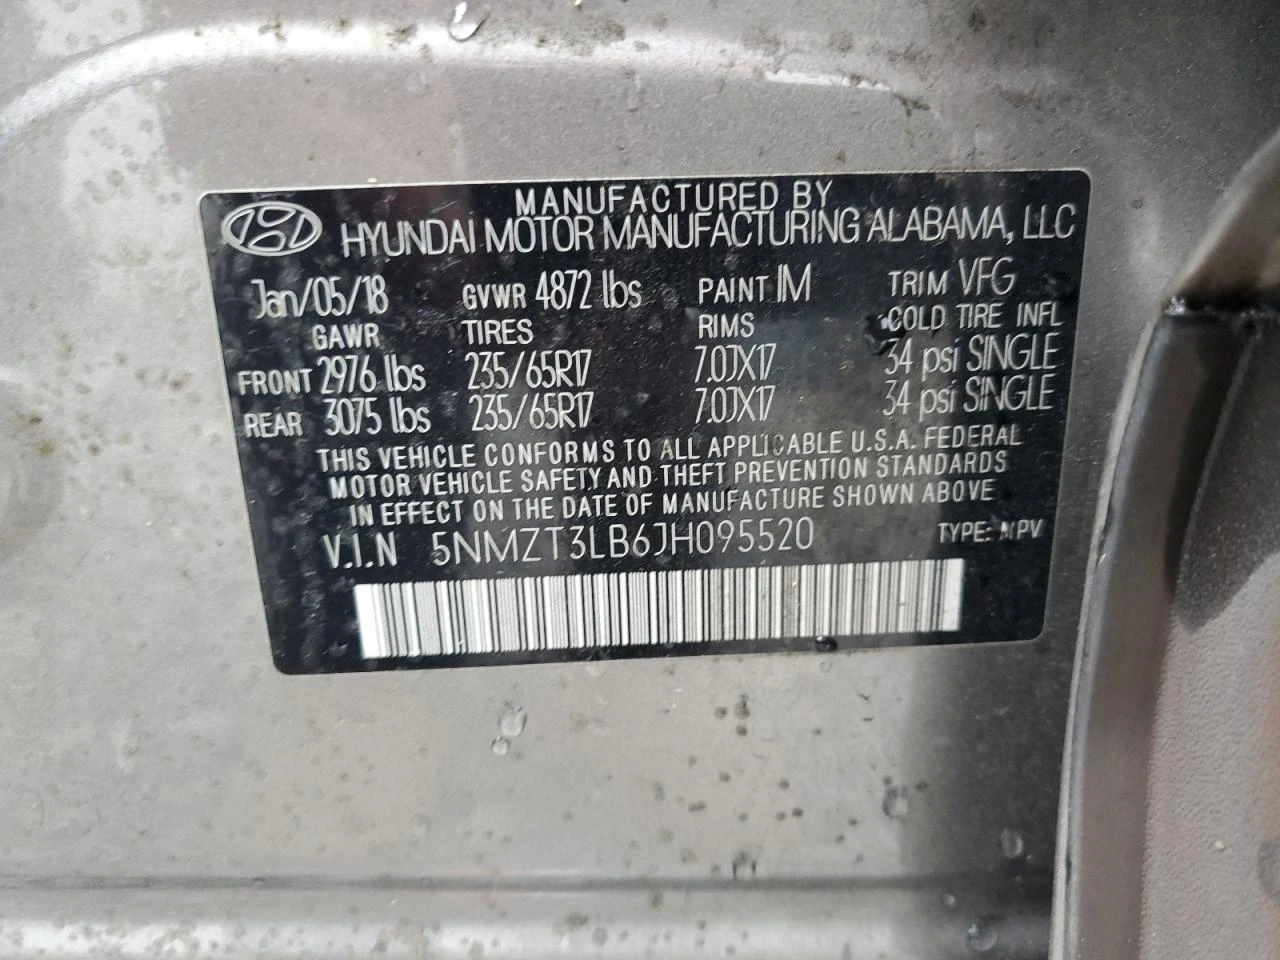 MANUFACTURED BY
HYUNDAI MOTOR MANUFACTURING ALABAMA, LLC
Jan/05/18 GVWR 4872 lbs PAINT IM TRIM VFG
GAWR TIRES RIMS COLD TIRE INFL
FRONT 2976 lbs 235/65R17 7.0JX17 34 psi SINGLE
REAR 3075 lbs 235/65R17 7.0JX17 34 psi SINGLE
THIS VEHICLE CONFORMS TO ALL APPLICABLE U.S.A. FEDERAL
MOTOR VEHICLE SAFETY AND THEFT PREVENTION STANDARDS
IN EFFECT ON THE DATE OF MANUFACTURE SHOWN ABOVE
V.I.N 5NMZT3LB6JH095520 TYPE: MPV